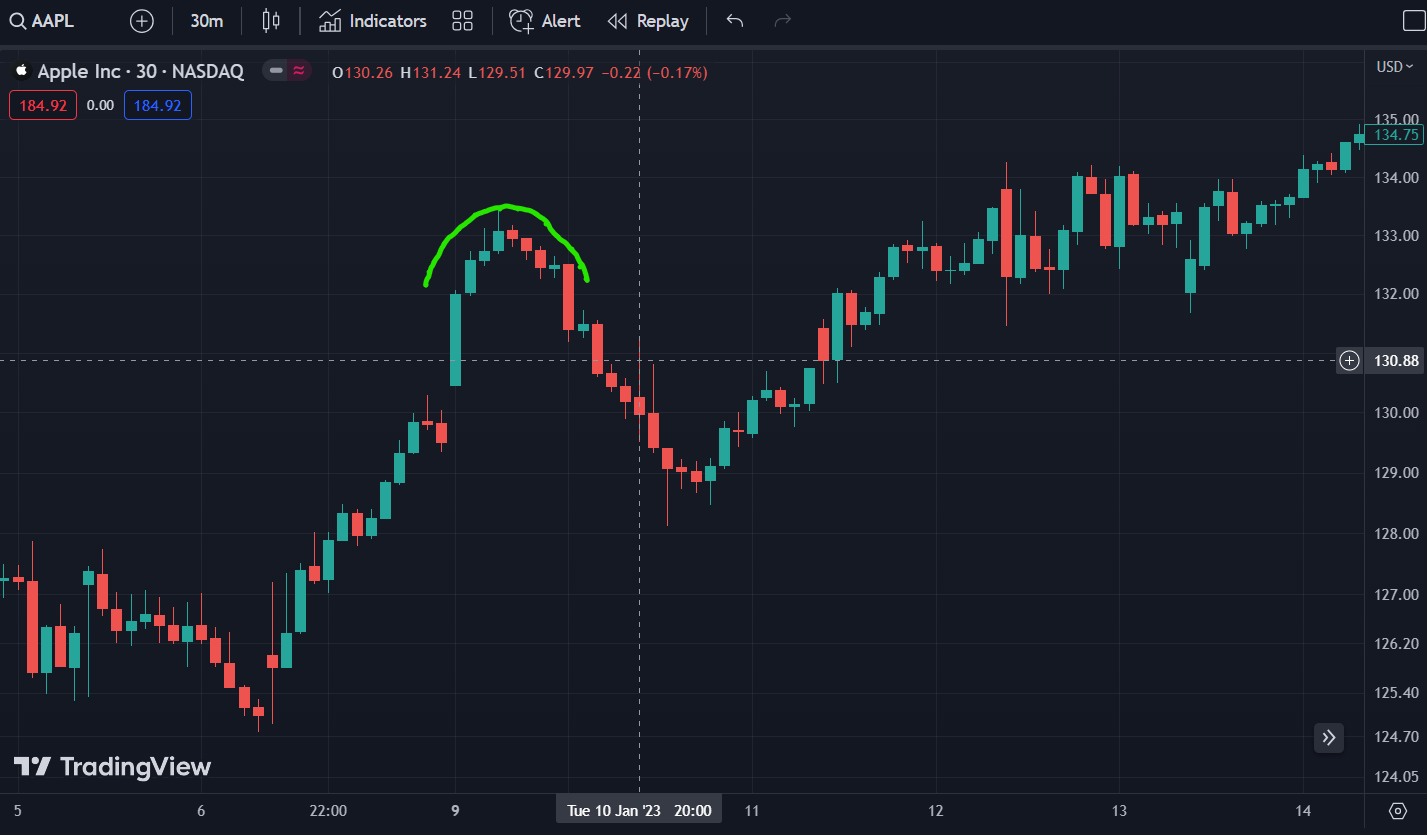 AAPL 30m Indicators Alert Replay
Apple Inc · 30 · NASDAQ O130.26 H131.24 L129.51 C129.97 −0.22 (−0.17%)
USD
184.92 0.00 184.92
135.00
134.75
134.00
133.00
132.00
130.88
130.00
129.00
128.00
127.00
126.20
125.40
124.70
TradingView
124.05
5 6 22:00 9 Tue 10 Jan '23 20:00 11 12 13 14